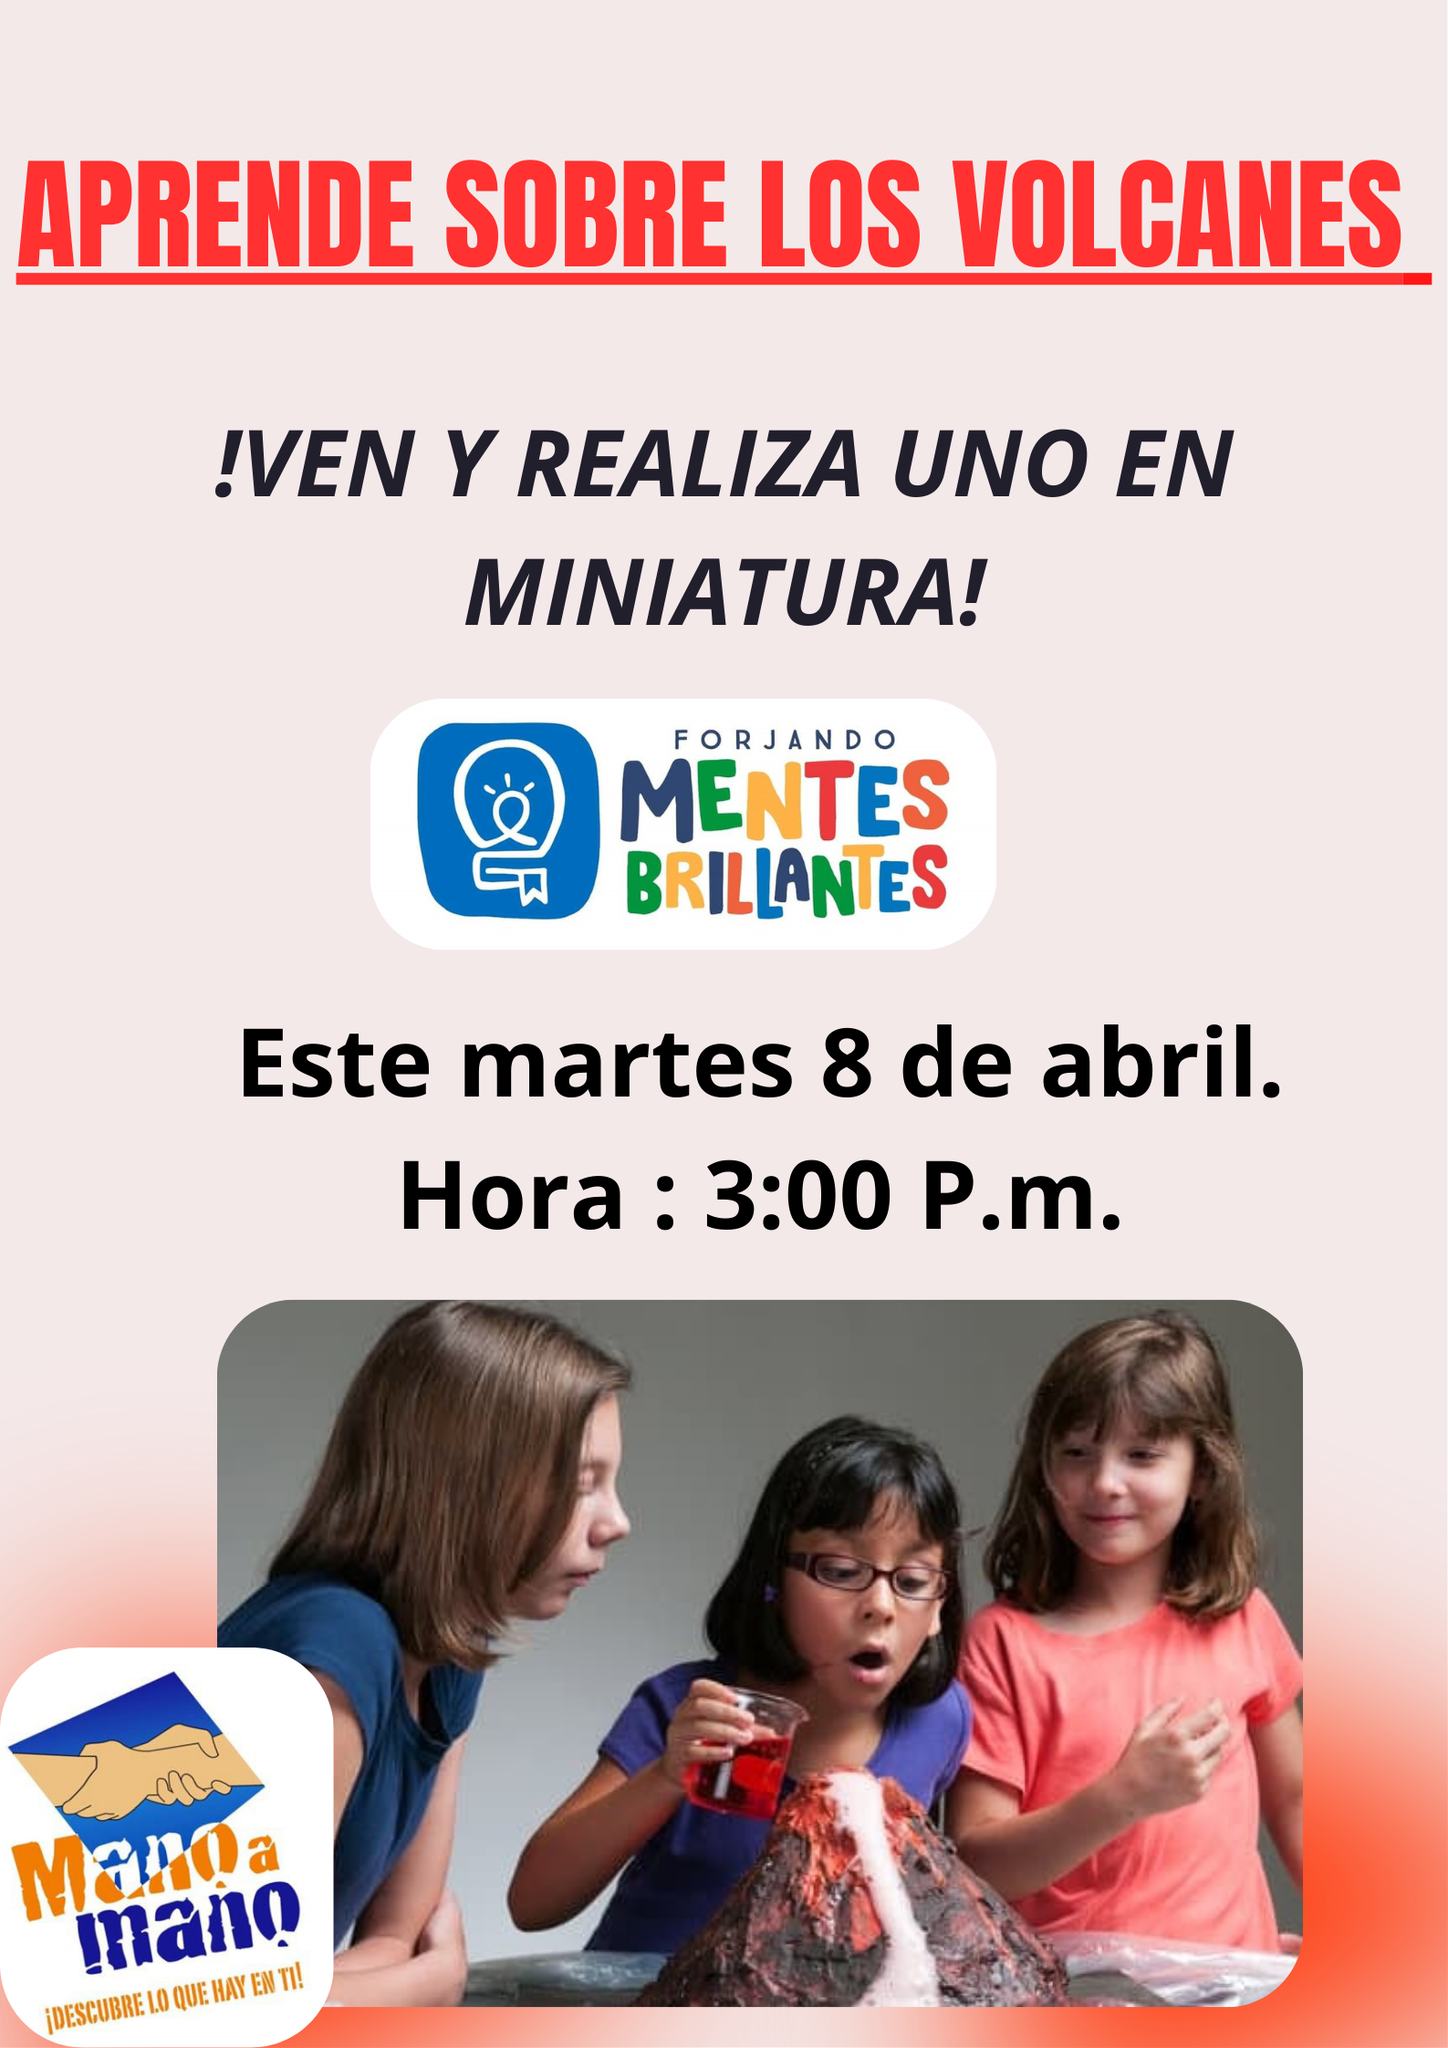 APRENDE SOBRE LOS VOLCANES
!VEN Y REALIZA UNO EN
MINIATURA!
FORJANDO
MENTES
BRILLANTES
Este martes 8 de abril.
Hora : 3:00 P.m.
Mano a
mano
¡DESCUBRE LO QUE HAY EN TI!